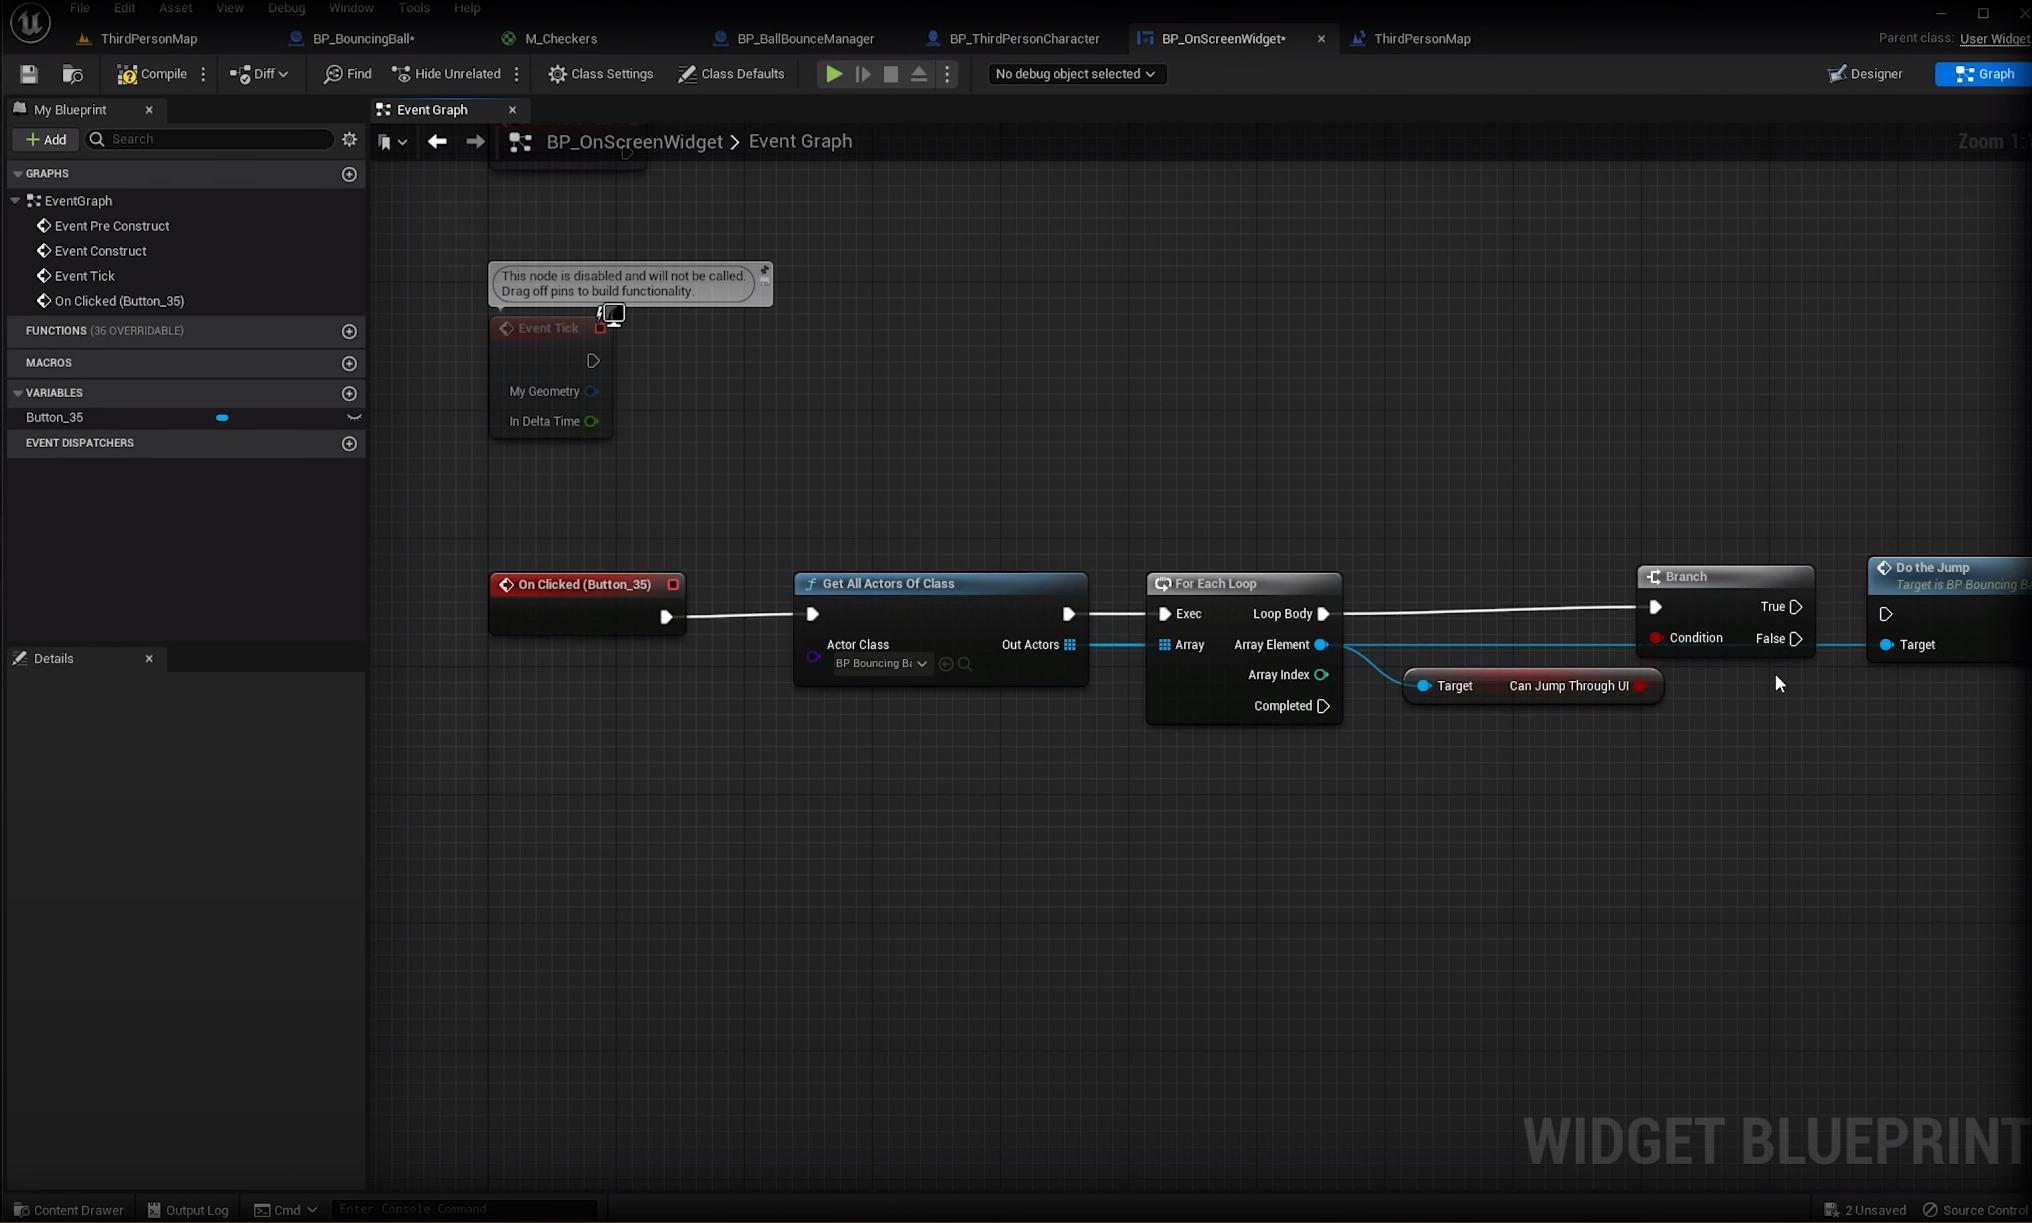 File Edit Asset View Debug Window Tools Help
ThirdPersonMap BP_BouncingBall* M_Checkers BP_BallBounceManager BP_ThirdPersonCharacter BP_OnScreenWidget* ThirdPersonMap Parent class: User Widget
Compile Diff Find Hide Unrelated Class Settings Class Defaults No debug object selected Designer Graph
My Blueprint
Event Graph
Add Search
BP_OnScreenWidget > Event Graph
Zoom 1:
GRAPHS
EventGraph
Event Pre Construct
Event Construct
Event Tick
On Clicked (Button_35)
FUNCTIONS (36 OVERRIDABLE)
MACROS
VARIABLES
Button_35
EVENT DISPATCHERS
Details
This node is disabled and will not be called.
Drag off pins to build functionality.
Event Tick
My Geometry
In Delta Time
On Clicked (Button_35)
Get All Actors Of Class
Actor Class Out Actors
BP Bouncing Ba
For Each Loop
Exec Loop Body
Array Array Element
Array Index
Completed
Target Can Jump Through UI
Branch
True
Condition False
Do the Jump
Target is BP Bouncing Ba
Target
WIDGET BLUEPRINT
Content Drawer Output Log Cmd Enter Console Command 2 Unsaved Source Control